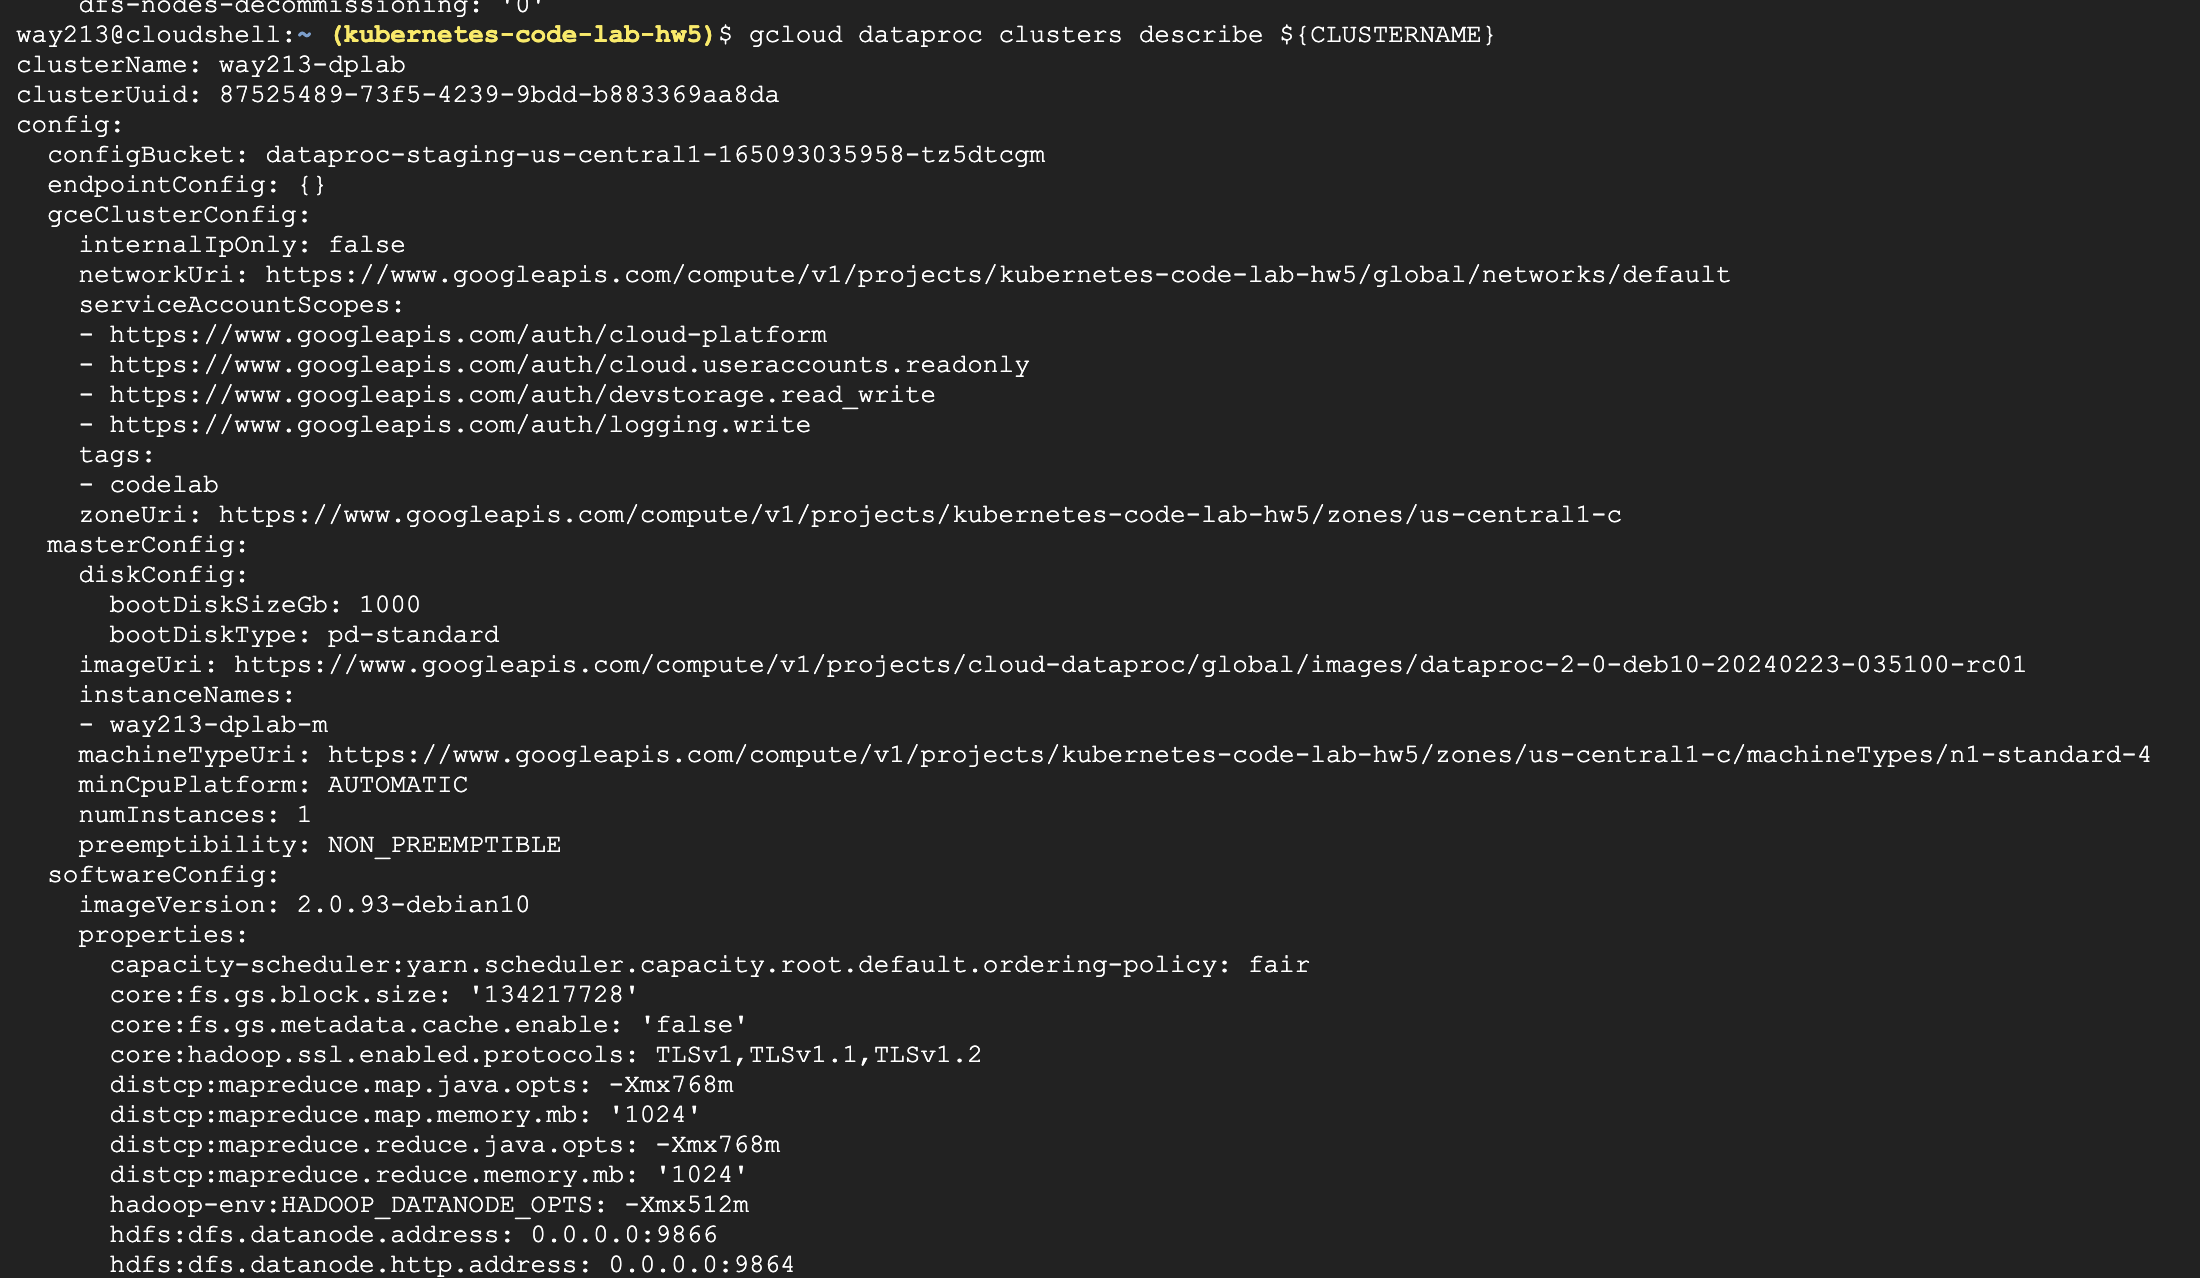 dfs-nodes-decommissioning: '0'
way213@cloudshell:~ (kubernetes-code-lab-hw5)$ gcloud dataproc clusters describe ${CLUSTERNAME}
clusterName: way213-dplab
clusterUuid: 87525489-73f5-4239-9bdd-b883369aa8da
config:
  configBucket: dataproc-staging-us-central1-165093035958-tz5dtcgm
  endpointConfig: {}
  gceClusterConfig:
    internalIpOnly: false
    networkUri: https://www.googleapis.com/compute/v1/projects/kubernetes-code-lab-hw5/global/networks/default
    serviceAccountScopes:
    - https://www.googleapis.com/auth/cloud-platform
    - https://www.googleapis.com/auth/cloud.useraccounts.readonly
    - https://www.googleapis.com/auth/devstorage.read_write
    - https://www.googleapis.com/auth/logging.write
    tags:
    - codelab
    zoneUri: https://www.googleapis.com/compute/v1/projects/kubernetes-code-lab-hw5/zones/us-central1-c
  masterConfig:
    diskConfig:
      bootDiskSizeGb: 1000
      bootDiskType: pd-standard
    imageUri: https://www.googleapis.com/compute/v1/projects/cloud-dataproc/global/images/dataproc-2-0-deb10-20240223-035100-rc01
    instanceNames:
    - way213-dplab-m
    machineTypeUri: https://www.googleapis.com/compute/v1/projects/kubernetes-code-lab-hw5/zones/us-central1-c/machineTypes/n1-standard-4
    minCpuPlatform: AUTOMATIC
    numInstances: 1
    preemptibility: NON_PREEMPTIBLE
  softwareConfig:
    imageVersion: 2.0.93-debian10
    properties:
      capacity-scheduler:yarn.scheduler.capacity.root.default.ordering-policy: fair
      core:fs.gs.block.size: '134217728'
      core:fs.gs.metadata.cache.enable: 'false'
      core:hadoop.ssl.enabled.protocols: TLSv1,TLSv1.1,TLSv1.2
      distcp:mapreduce.map.java.opts: -Xmx768m
      distcp:mapreduce.map.memory.mb: '1024'
      distcp:mapreduce.reduce.java.opts: -Xmx768m
      distcp:mapreduce.reduce.memory.mb: '1024'
      hadoop-env:HADOOP_DATANODE_OPTS: -Xmx512m
      hdfs:dfs.datanode.address: 0.0.0.0:9866
      hdfs:dfs.datanode.http.address: 0.0.0.0:9864